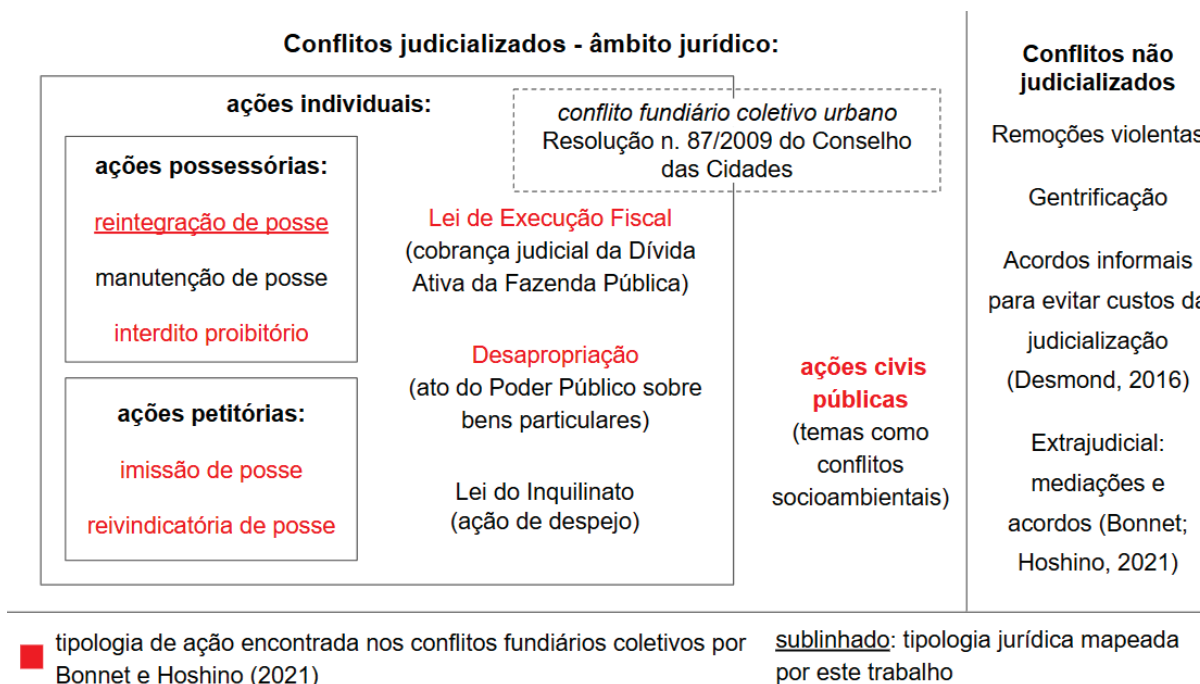 Conflitos judicializados - âmbito jurídico:
ações individuais:
conflito fundiário coletivo urbano
Resolução n. 87/2009 do Conselho
das Cidades
ações possessórias:
reintegração de posse
manutenção de posse
interdito proibitório
ações petitórias:
imissão de posse
reivindicatória de posse
Lei de Execução Fiscal
(cobrança judicial da Dívida
Ativa da Fazenda Pública)
Desapropriação
(ato do Poder Público sobre
bens particulares)
Lei do Inquilinato
(ação de despejo)
ações civis
públicas
(temas como
conflitos
socioambientais)
Conflitos não
judicializados
Remoções violentas
Gentrificação
Acordos informais
para evitar custos da
judicialização
(Desmond, 2016)
Extrajudicial:
mediações e
acordos (Bonnet;
Hoshino, 2021)
tipologia de ação encontrada nos conflitos fundiários coletivos por
Bonnet e Hoshino (2021)
sublinhado: tipologia jurídica mapeada
por este trabalho